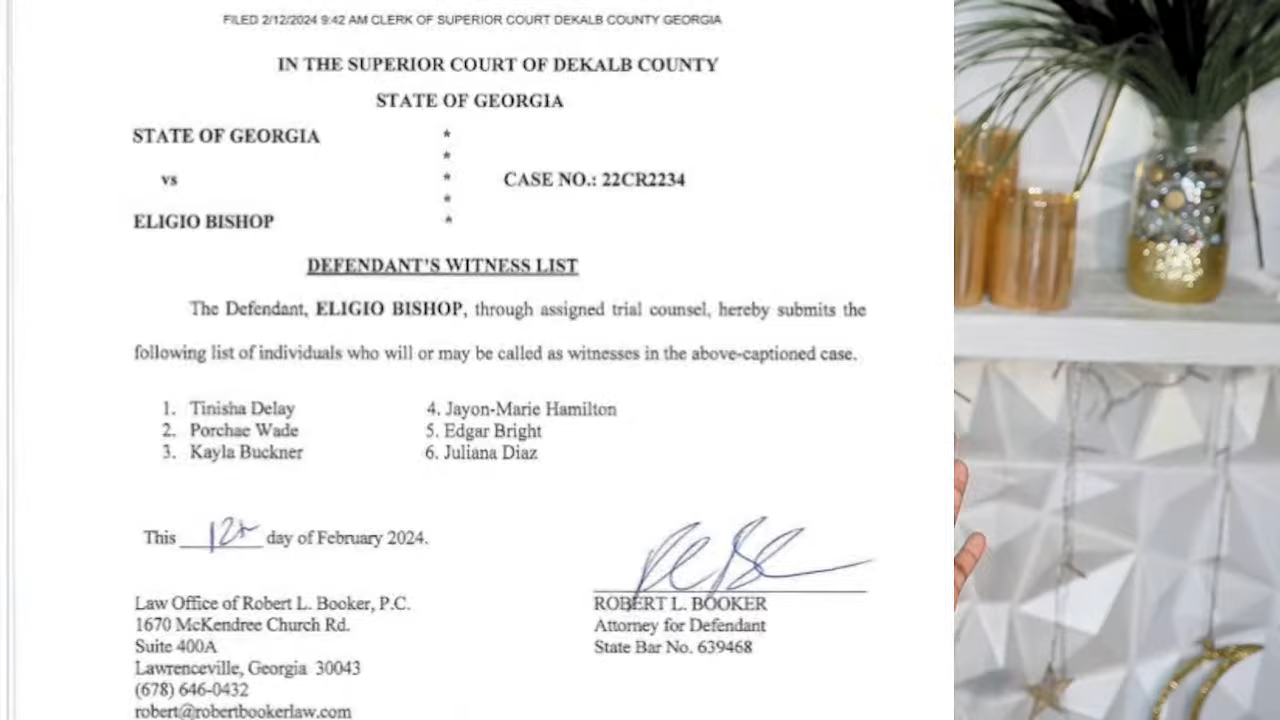 FILED 2/12/2024 9:42 AM CLERK OF SUPERIOR COURT DEKALB COUNTY GEORGIA
IN THE SUPERIOR COURT OF DEKALB COUNTY
STATE OF GEORGIA
STATE OF GEORGIA *
*
vs * CASE NO.: 22CR2234
*
ELIGIO BISHOP *
DEFENDANT'S WITNESS LIST
The Defendant, ELIGIO BISHOP, through assigned trial counsel, hereby submits the
following list of individuals who will or may be called as witnesses in the above-captioned case.
1. Tinisha Delay 4. Jayon-Marie Hamilton
2. Porchae Wade 5. Edgar Bright
3. Kayla Buckner 6. Juliana Diaz
This 12th day of February 2024.
Law Office of Robert L. Booker, P.C. ROBERT L. BOOKER
1670 McKendree Church Rd. Attorney for Defendant
Suite 400A State Bar No. 639468
Lawrenceville, Georgia 30043
(678) 646-0432
robert@robertbookerlaw.com